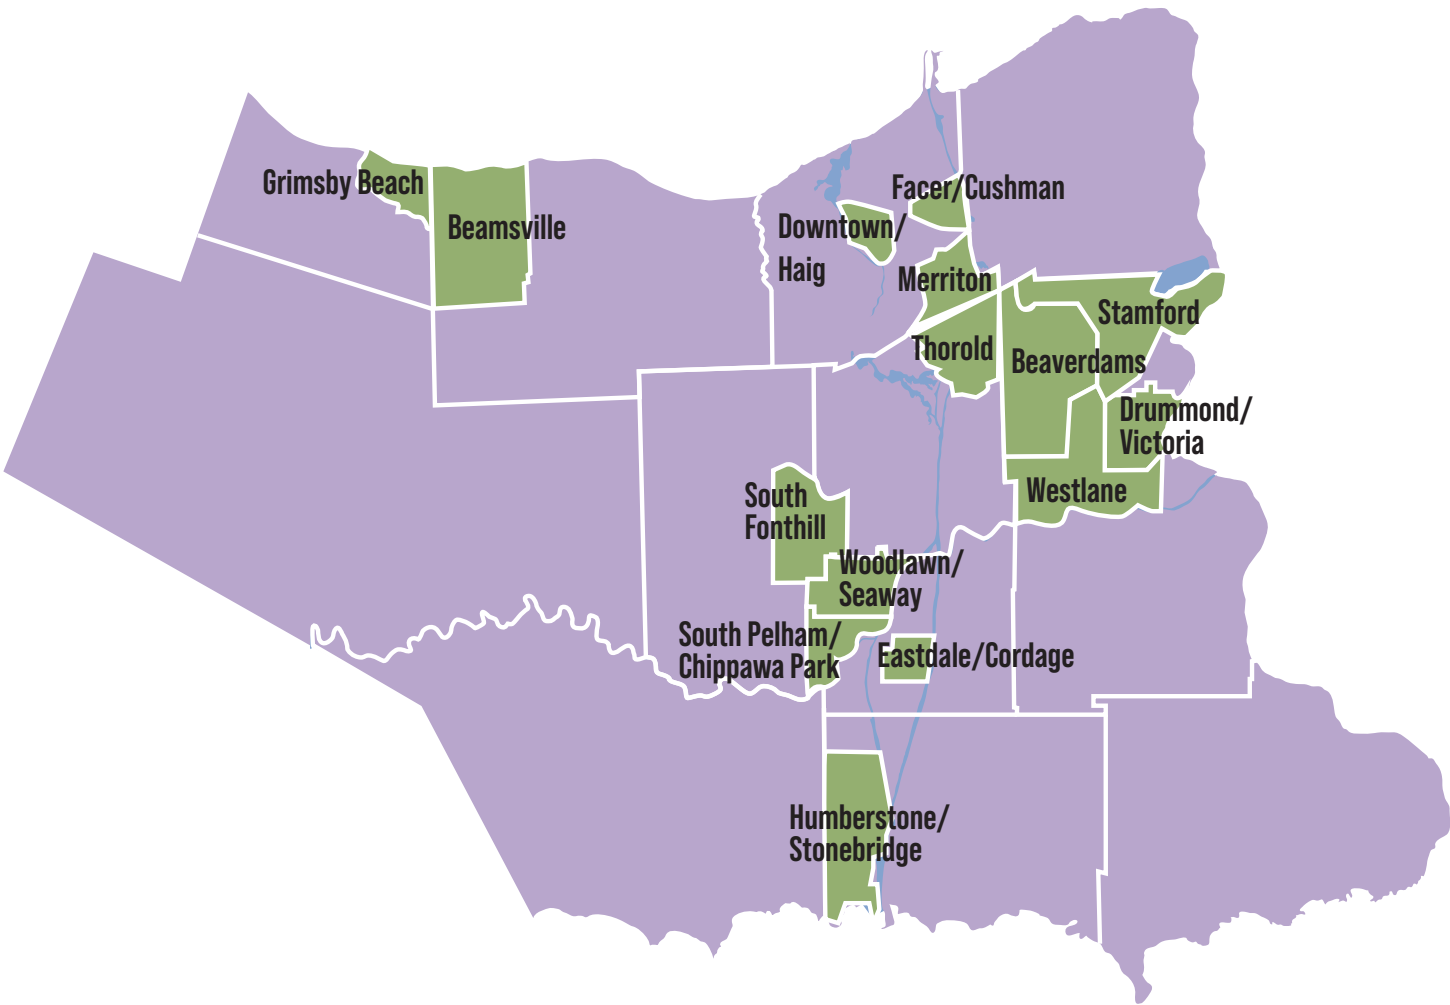 Grimsby Beach
Beamsville
Facer/Cushman
Downtown/
Haig
Merriton
Stamford
Thorold
Beaverdams
Drummond/
Victoria
Westlane
South
Fonthill
Woodlawn/
Seaway
South Pelham/
Chippawa Park
Eastdale/Cordage
Humberstone/
Stonebridge